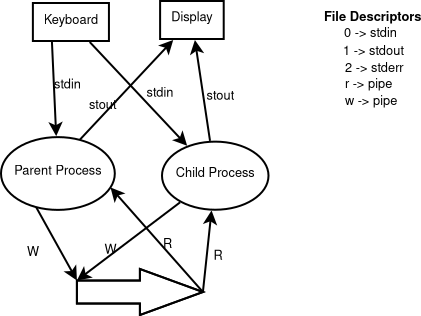 Keyboard
Display
File Descriptors
0 -> stdin
1 -> stdout
2 -> stderr
r -> pipe
w -> pipe
stdin
stout
stdin
stout
Parent Process
Child Process
W
W
R
R